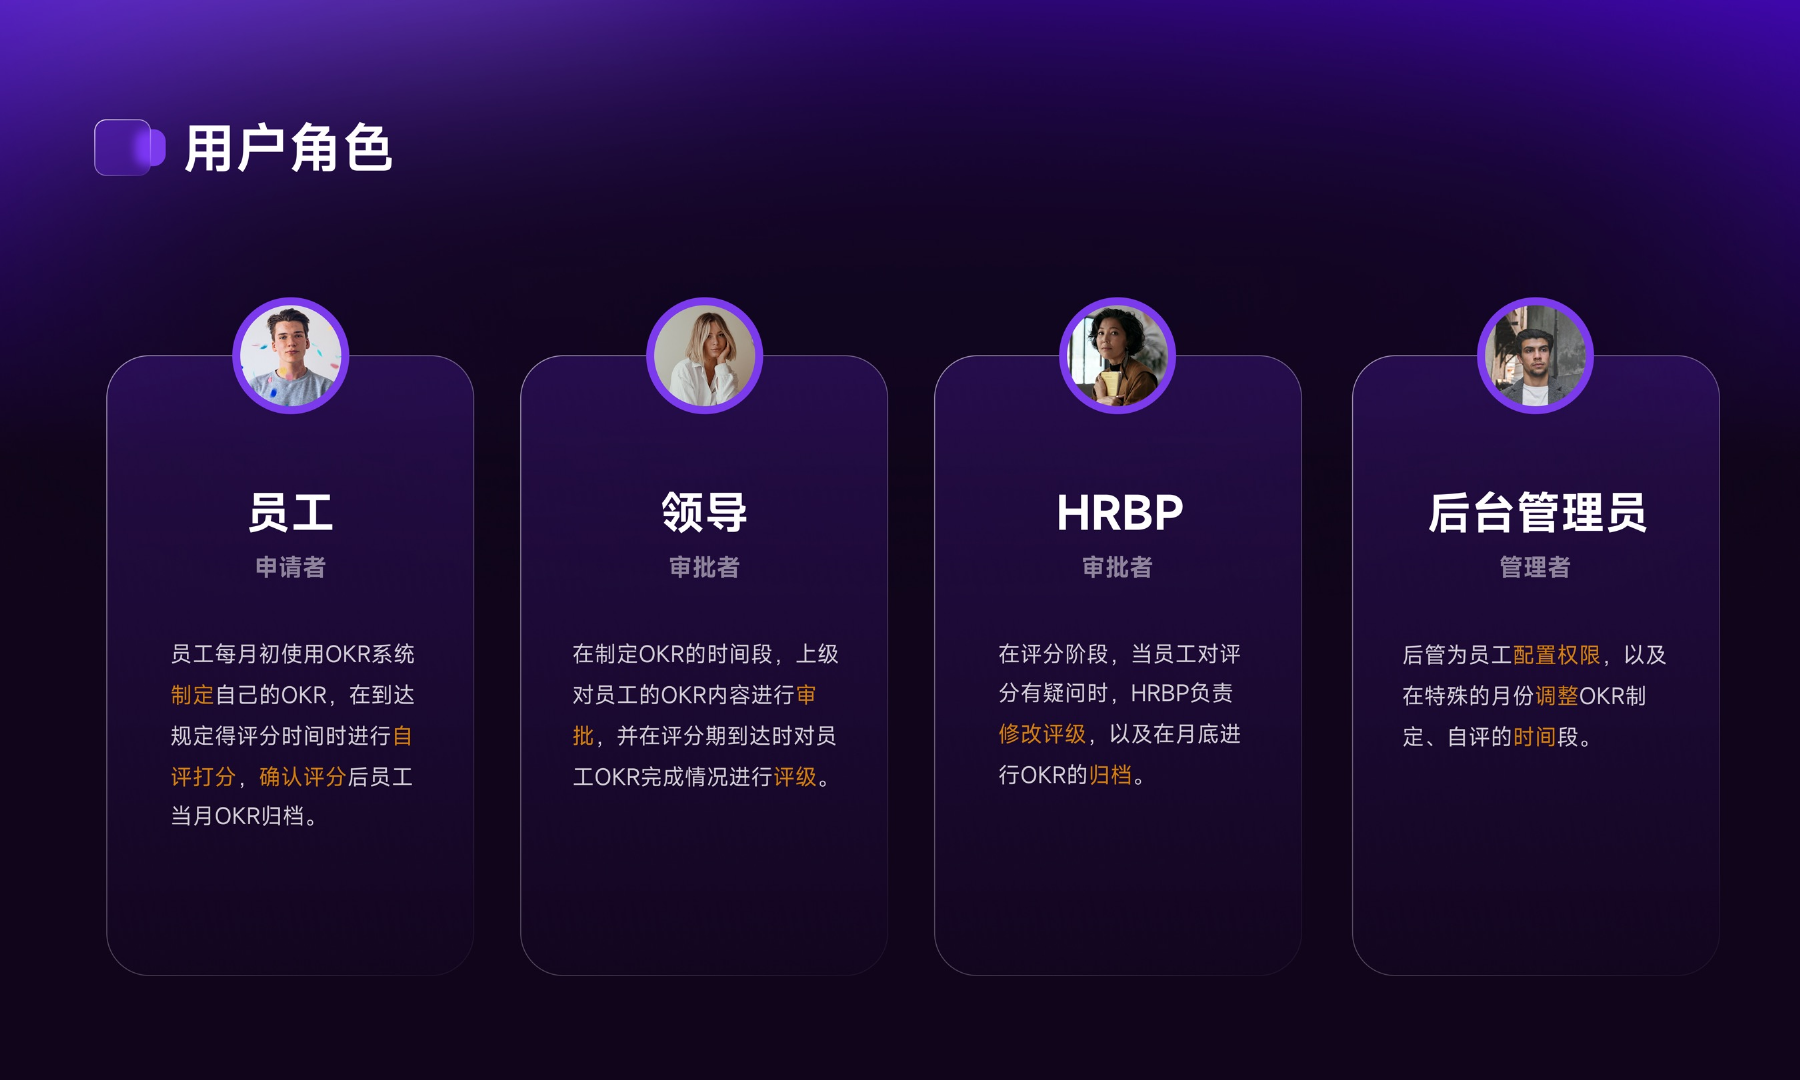 用户角色
员工
申请者
员工每月初使用OKR系统
制定自己的OKR，在到达
规定得评分时间时进行自
评打分，确认评分后员工
当月OKR归档。
领导
审批者
在制定OKR的时间段，上级
对员工的OKR内容进行审
批，并在评分期到达时对员
工OKR完成情况进行评级。
HRBP
审批者
在评分阶段，当员工对评
分有疑问时，HRBP负责
修改评级，以及在月底进
行OKR的归档。
后台管理员
管理者
后管为员工配置权限，以及
在特殊的月份调整OKR制
定、自评的时间段。